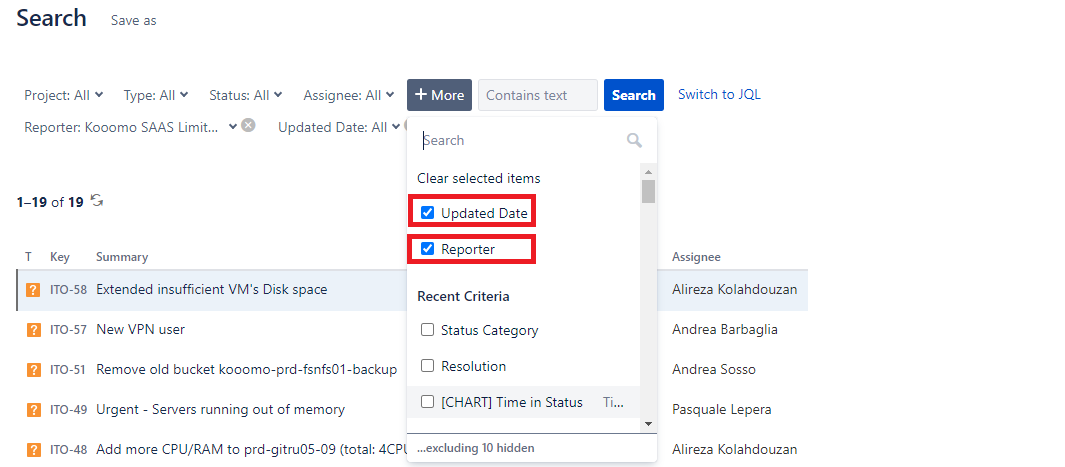 Search Save as
Project: All Type: All Status: All Assignee: All + More Contains text Search Switch to JQL
Reporter: Kooomo SAAS Limit... Updated Date: All
Search
Clear selected items
Updated Date
Reporter
Recent Criteria
Status Category
Resolution
[CHART] Time in Status Ti...
...excluding 10 hidden
1–19 of 19
T Key Summary Assignee
? ITO-58 Extended insufficient VM's Disk space Alireza Kolahdouzan
? ITO-57 New VPN user Andrea Barbaglia
? ITO-51 Remove old bucket kooomo-prd-fsnfs01-backup Andrea Sosso
? ITO-49 Urgent - Servers running out of memory Pasquale Lepera
? ITO-48 Add more CPU/RAM to prd-gitru05-09 (total: 4CPU Alireza Kolahdouzan